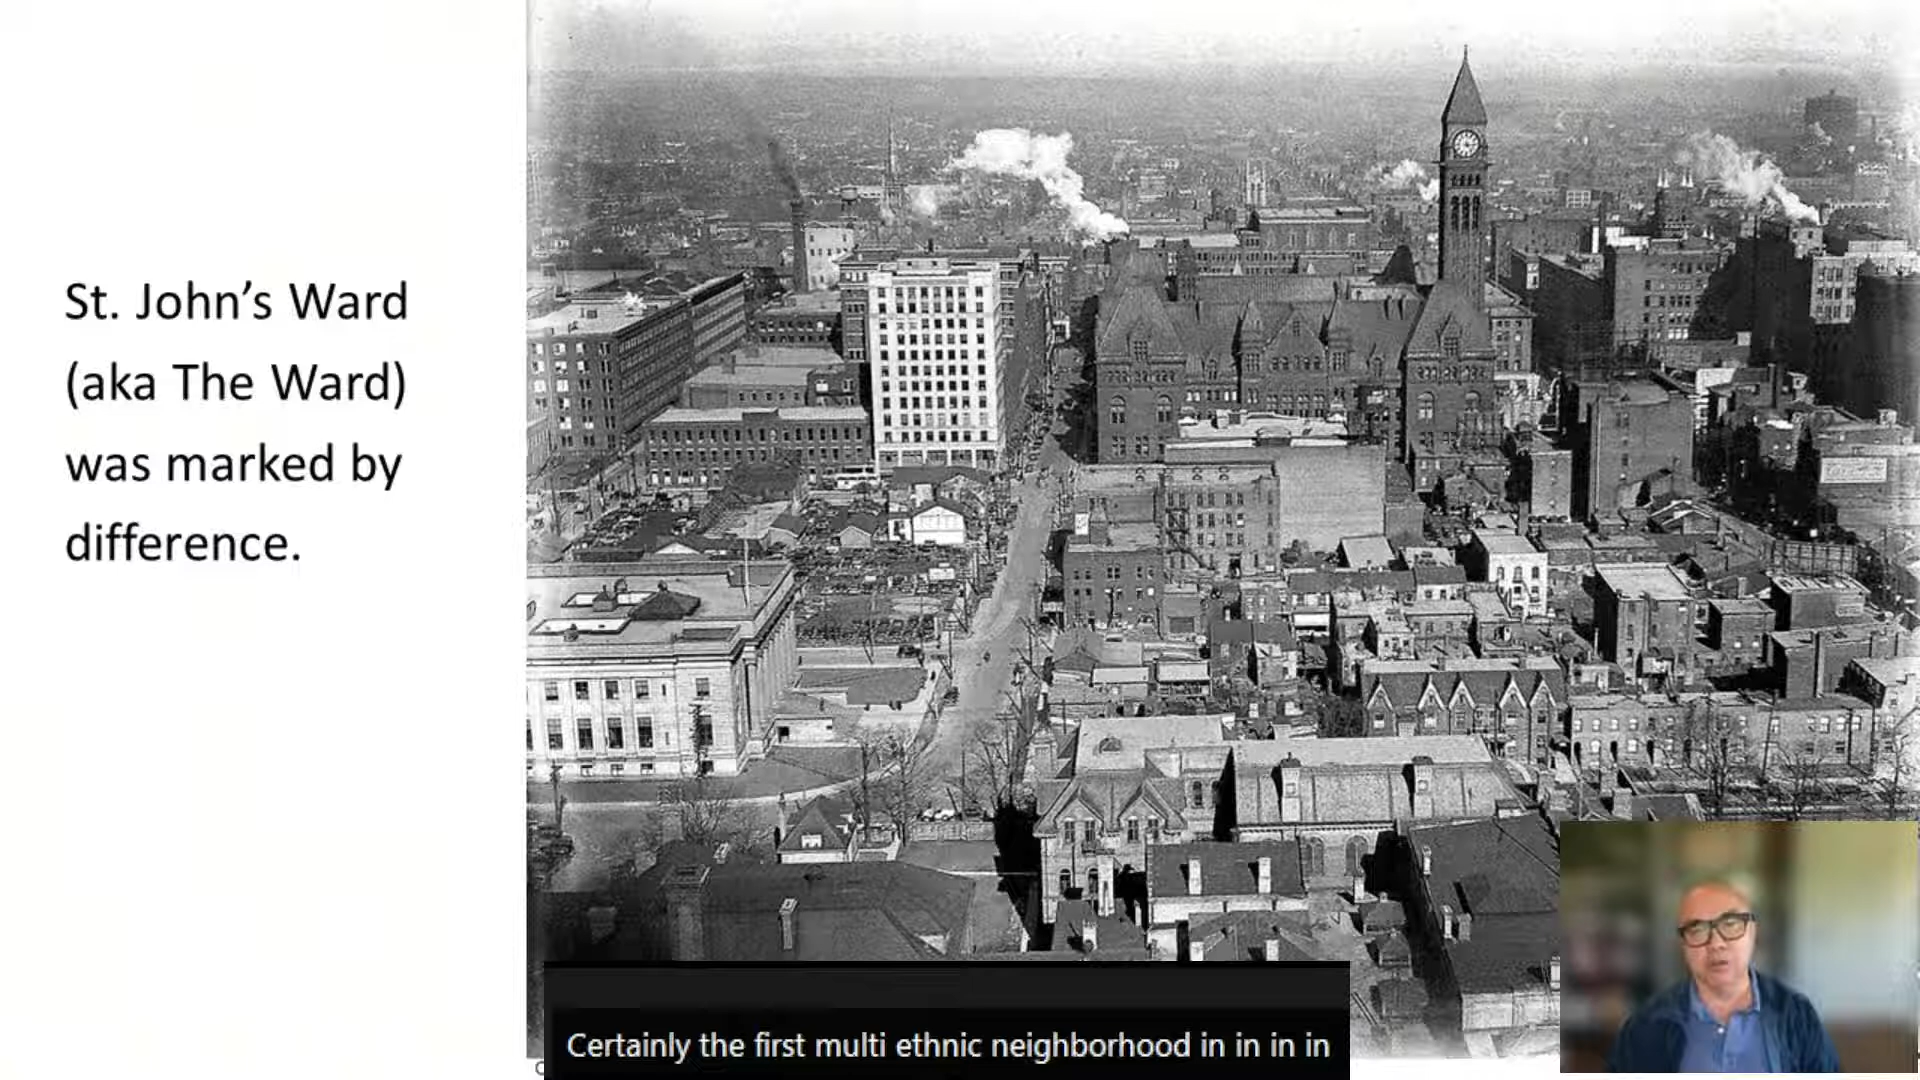 St. John’s Ward
(aka The Ward)
was marked by
difference.
Certainly the first multi ethnic neighborhood in in in in